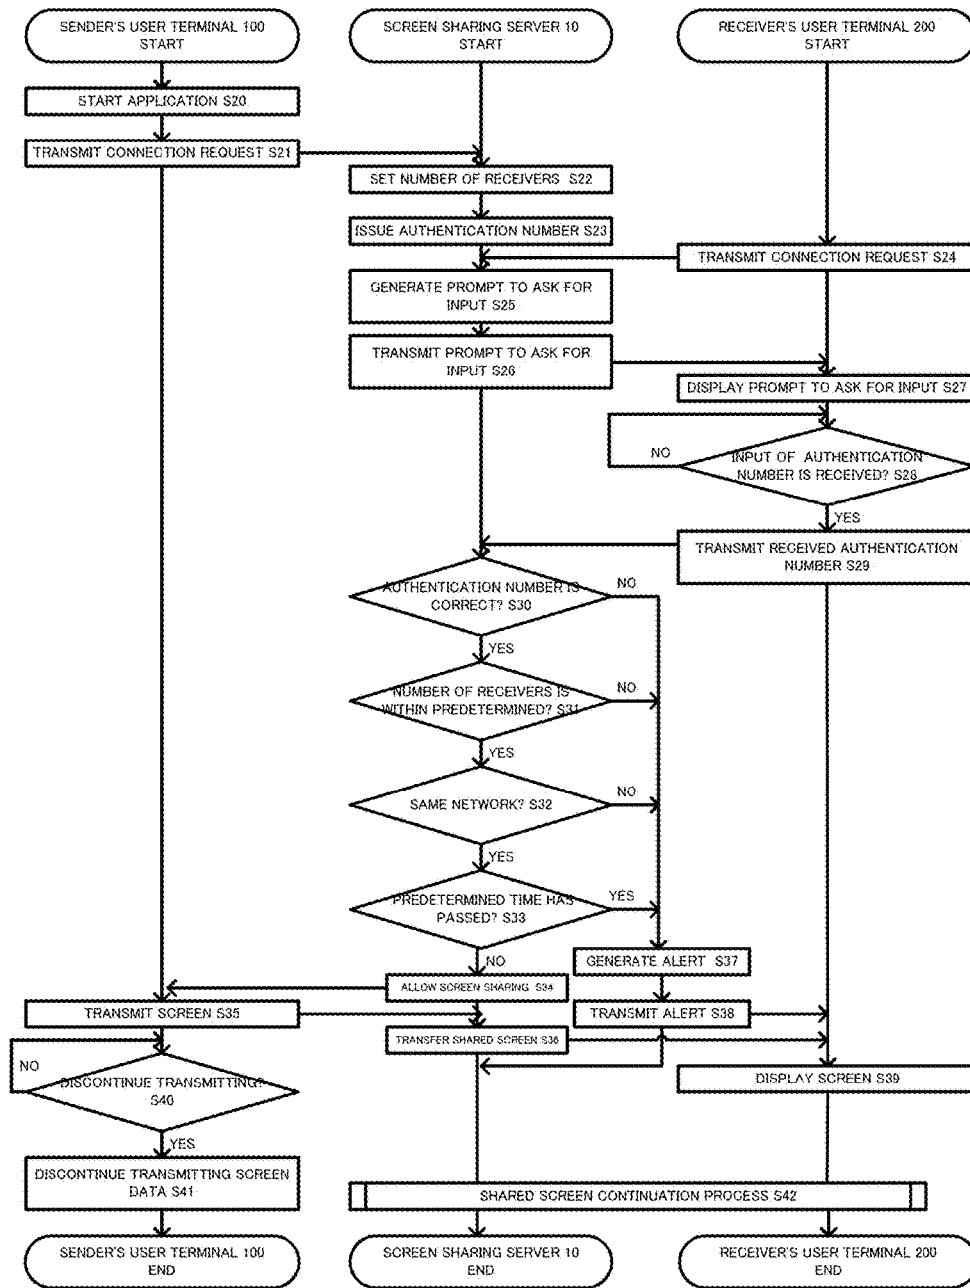 SENDER'S USER TERMINAL 100
START
SCREEN SHARING SERVER 10
START
RECEIVER'S USER TERMINAL 200
START
START APPLICATION S20
TRANSMIT CONNECTION REQUEST S21
SET NUMBER OF RECEIVERS S22
ISSUE AUTHENTICATION NUMBER S23
TRANSMIT CONNECTION REQUEST S24
GENERATE PROMPT TO ASK FOR
INPUT S25
TRANSMIT PROMPT TO ASK FOR
INPUT S26
DISPLAY PROMPT TO ASK FOR INPUT S27
NO
INPUT OF AUTHENTICATION
NUMBER IS RECEIVED? S28
YES
TRANSMIT RECEIVED AUTHENTICATION
NUMBER S29
AUTHENTICATION NUMBER IS
CORRECT? S30
NO
YES
NUMBER OF RECEIVERS IS
WITHIN PREDETERMINED? S31
NO
YES
SAME NETWORK? S32
NO
YES
PREDETERMINED TIME HAS
PASSED? S33
YES
NO
GENERATE ALERT S37
ALLOW SCREEN SHARING S34
TRANSMIT SCREEN S35
TRANSMIT ALERT S38
TRANSFER SHARED SCREEN S36
NO
DISCONTINUE TRANSMITTING?
S40
DISPLAY SCREEN S39
YES
DISCONTINUE TRANSMITTING SCREEN
DATA S41
SHARED SCREEN CONTINUATION PROCESS S42
SENDER'S USER TERMINAL 100
END
SCREEN SHARING SERVER 10
END
RECEIVER'S USER TERMINAL 200
END